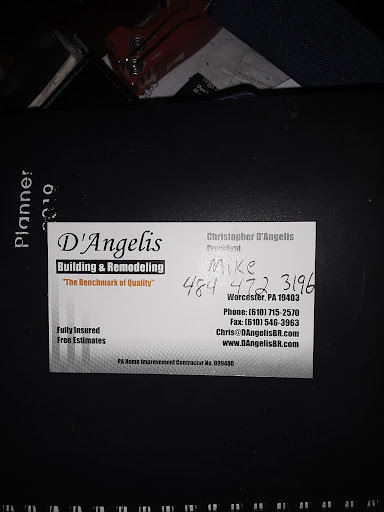 Planner
2019
D'Angelis
Building & Remodeling
"The Benchmark of Quality"
Fully Insured
Free Estimates
Christopher D'Angelis
President
Mike
484 472 3196
Worcester, PA 19403
Phone: (610) 715-2570
Fax: (610) 546-3963
Chris@DAngelisBR.com
www.DAngelisBR.com
PA Home Improvement Contractor No. 089480